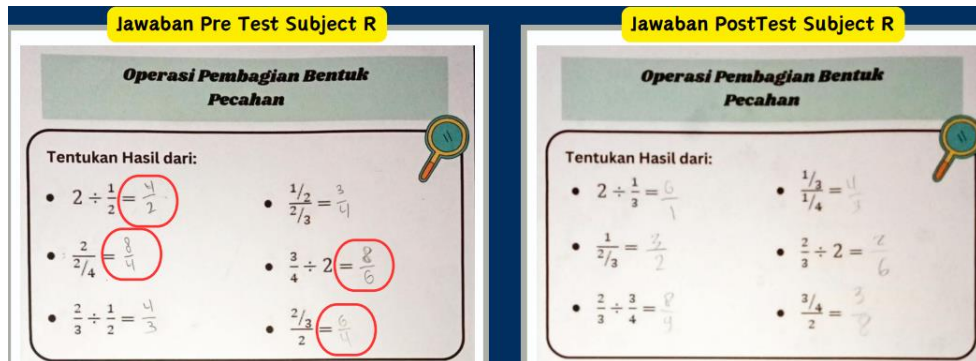 Jawaban Pre Test Subject R
Operasi Pembagian Bentuk
Pecahan
Tentukan Hasil dari:
2 ÷ 1/2 = 4/2
2/(2/4) = 8/4
2/3 ÷ 1/2 = 4/3
(1/2)/(2/3) = 3/4
3/4 ÷ 2 = 8/6
(2/3)/2 = 6/4
Jawaban PostTest Subject R
Operasi Pembagian Bentuk
Pecahan
Tentukan Hasil dari:
2 ÷ 1/3 = 6/1
1/(2/3) = 3/2
2/3 ÷ 3/4 = 8/9
(1/3)/(1/4) = 4/3
2/3 ÷ 2 = 2/6
(3/4)/2 = 3/8